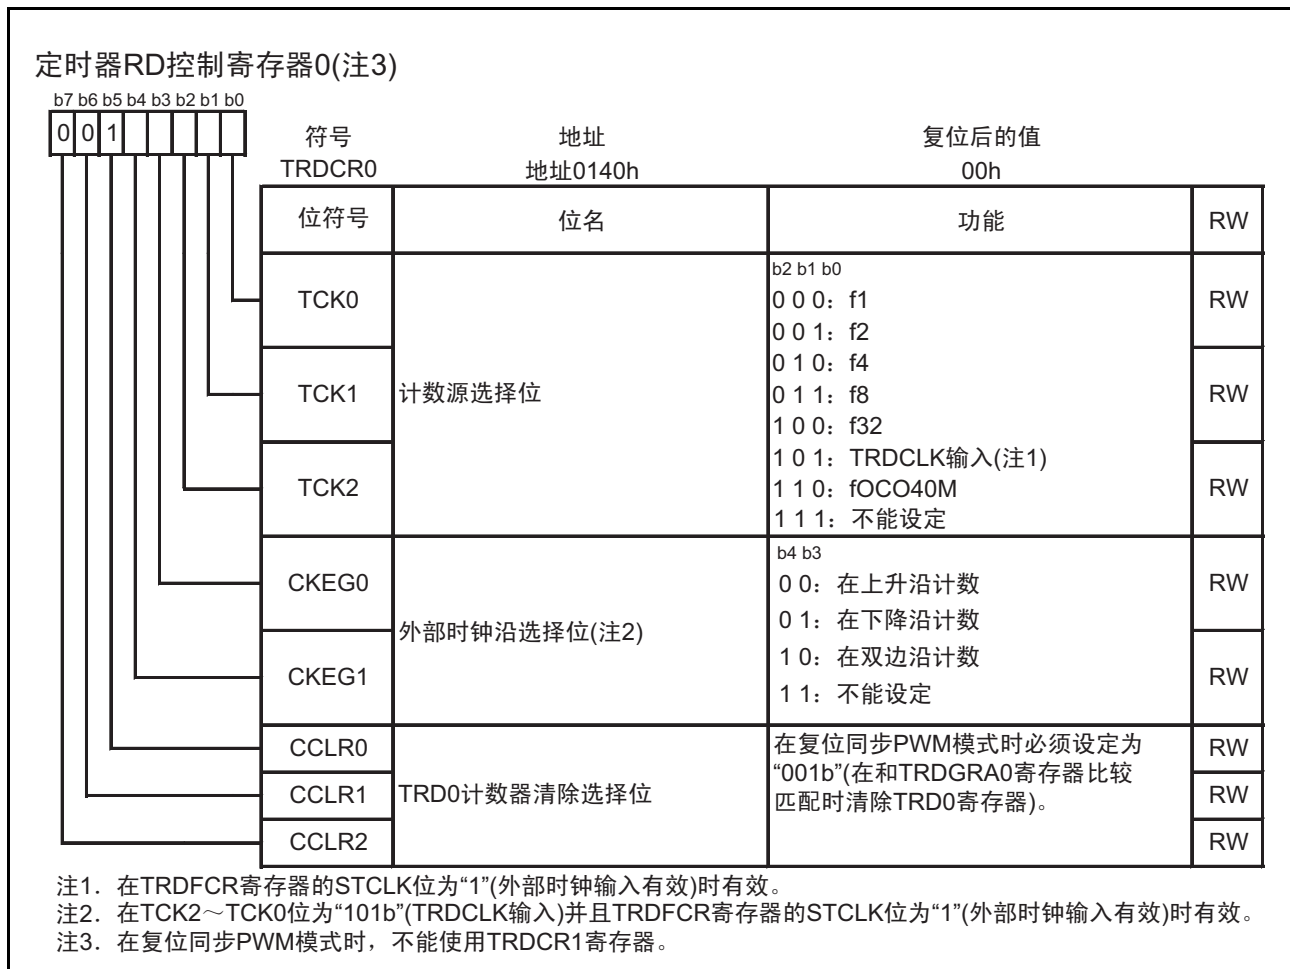 定时器RD控制寄存器0(注3)
b7 b6 b5 b4 b3 b2 b1 b0
0 0 1
符号 地址 复位后的值
TRDCR0 地址0140h 00h
位符号 位名 功能 RW
TCK0 RW
TCK1 计数源选择位 RW
TCK2 RW
b2 b1 b0
0 0 0：f1
0 0 1：f2
0 1 0：f4
0 1 1：f8
1 0 0：f32
1 0 1：TRDCLK输入(注1)
1 1 0：fOCO40M
1 1 1：不能设定
CKEG0 RW
外部时钟沿选择位(注2)
CKEG1 RW
b4 b3
0 0：在上升沿计数
0 1：在下降沿计数
1 0：在双边沿计数
1 1：不能设定
CCLR0 RW
CCLR1 TRD0计数器清除选择位 RW
CCLR2 RW
在复位同步PWM模式时必须设定为
“001b”(在和TRDGRA0寄存器比较
匹配时清除TRD0寄存器)。
注1．在TRDFCR寄存器的STCLK位为“1”(外部时钟输入有效)时有效。
注2．在TCK2～TCK0位为“101b”(TRDCLK输入)并且TRDFCR寄存器的STCLK位为“1”(外部时钟输入有效)时有效。
注3．在复位同步PWM模式时，不能使用TRDCR1寄存器。